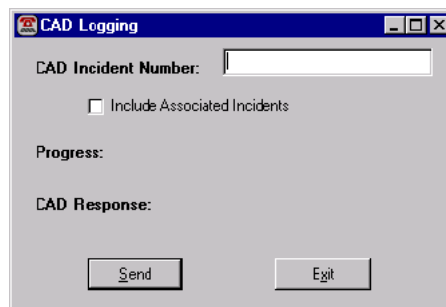 CAD Logging
CAD Incident Number:
Include Associated Incidents
Progress:
CAD Response:
Send Exit